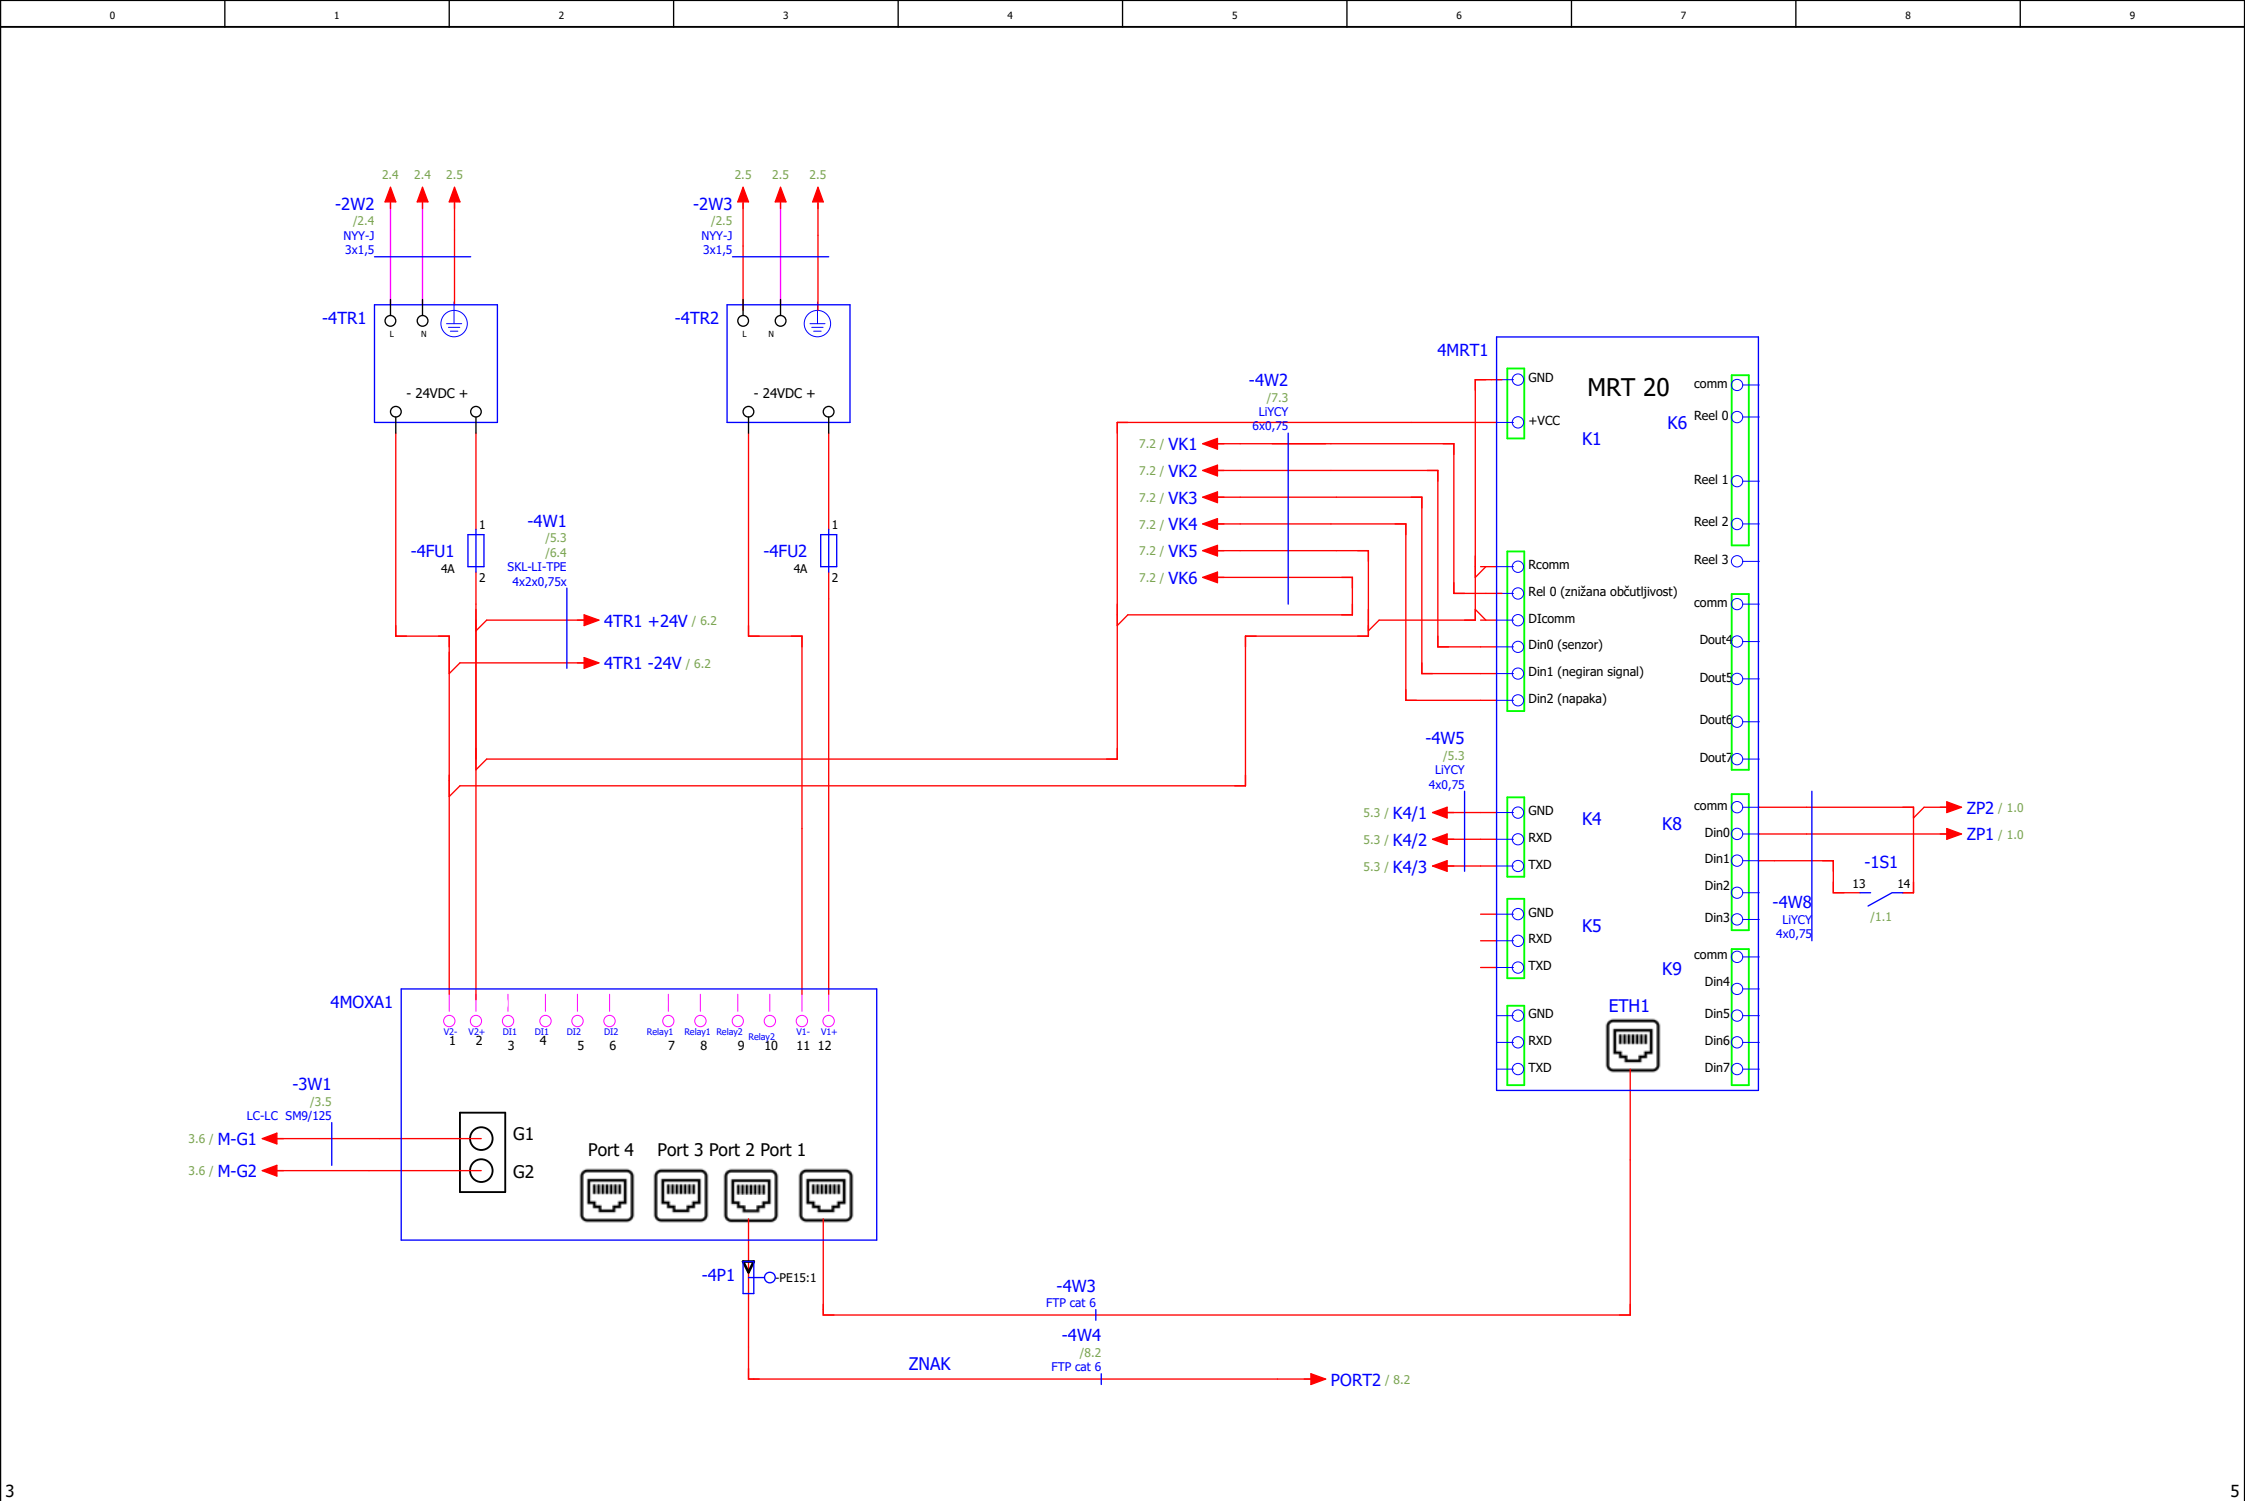 0 1 2 3 4 5 6 7 8 9
2.4 2.4 2.5
-2W2
/2.4
NYY-J
3x1,5
2.5 2.5 2.5
-2W3
/2.5
NYY-J
3x1,5
-4TR1
L N
- 24VDC +
-4TR2
L N
- 24VDC +
-4FU1
4A
1
2
-4W1
/5.3
/6.4
SKL-LI-TPE
4x2x0,75x
4TR1 +24V / 6.2
4TR1 -24V / 6.2
-4FU2
4A
1
2
-4W2
/7.3
LiYCY
6x0,75
7.2 / VK1
7.2 / VK2
7.2 / VK3
7.2 / VK4
7.2 / VK5
7.2 / VK6
4MRT1
MRT 20
GND
+VCC
K1
Rcomm
Rel 0 (znižana občutljivost)
DIcomm
Din0 (senzor)
Din1 (negiran signal)
Din2 (napaka)
comm
Reel 0
K6
Reel 1
Reel 2
Reel 3
comm
Dout4
Dout5
Dout6
Dout7
-4W5
/5.3
LiYCY
4x0,75
5.3 / K4/1
5.3 / K4/2
5.3 / K4/3
GND
RXD
TXD
K4
GND
RXD
TXD
K5
GND
RXD
TXD
ETH1
K8
comm
Din0
Din1
Din2
Din3
K9
comm
Din4
Din5
Din6
Din7
-4W8
LiYCY
4x0,75
ZP2 / 1.0
ZP1 / 1.0
-1S1
13 14
/1.1
4MOXA1
V2- V2+ DI1 DI1 DI2 DI2 Relay1 Relay1 Relay2 Relay2 V1- V1+
1 2 3 4 5 6 7 8 9 10 11 12
-3W1
/3.5
LC-LC SM9/125
3.6 / M-G1
3.6 / M-G2
G1
G2
Port 4 Port 3 Port 2 Port 1
-4P1
-PE15:1
-4W3
FTP cat 6
-4W4
/8.2
FTP cat 6
ZNAK
PORT2 / 8.2
3 5